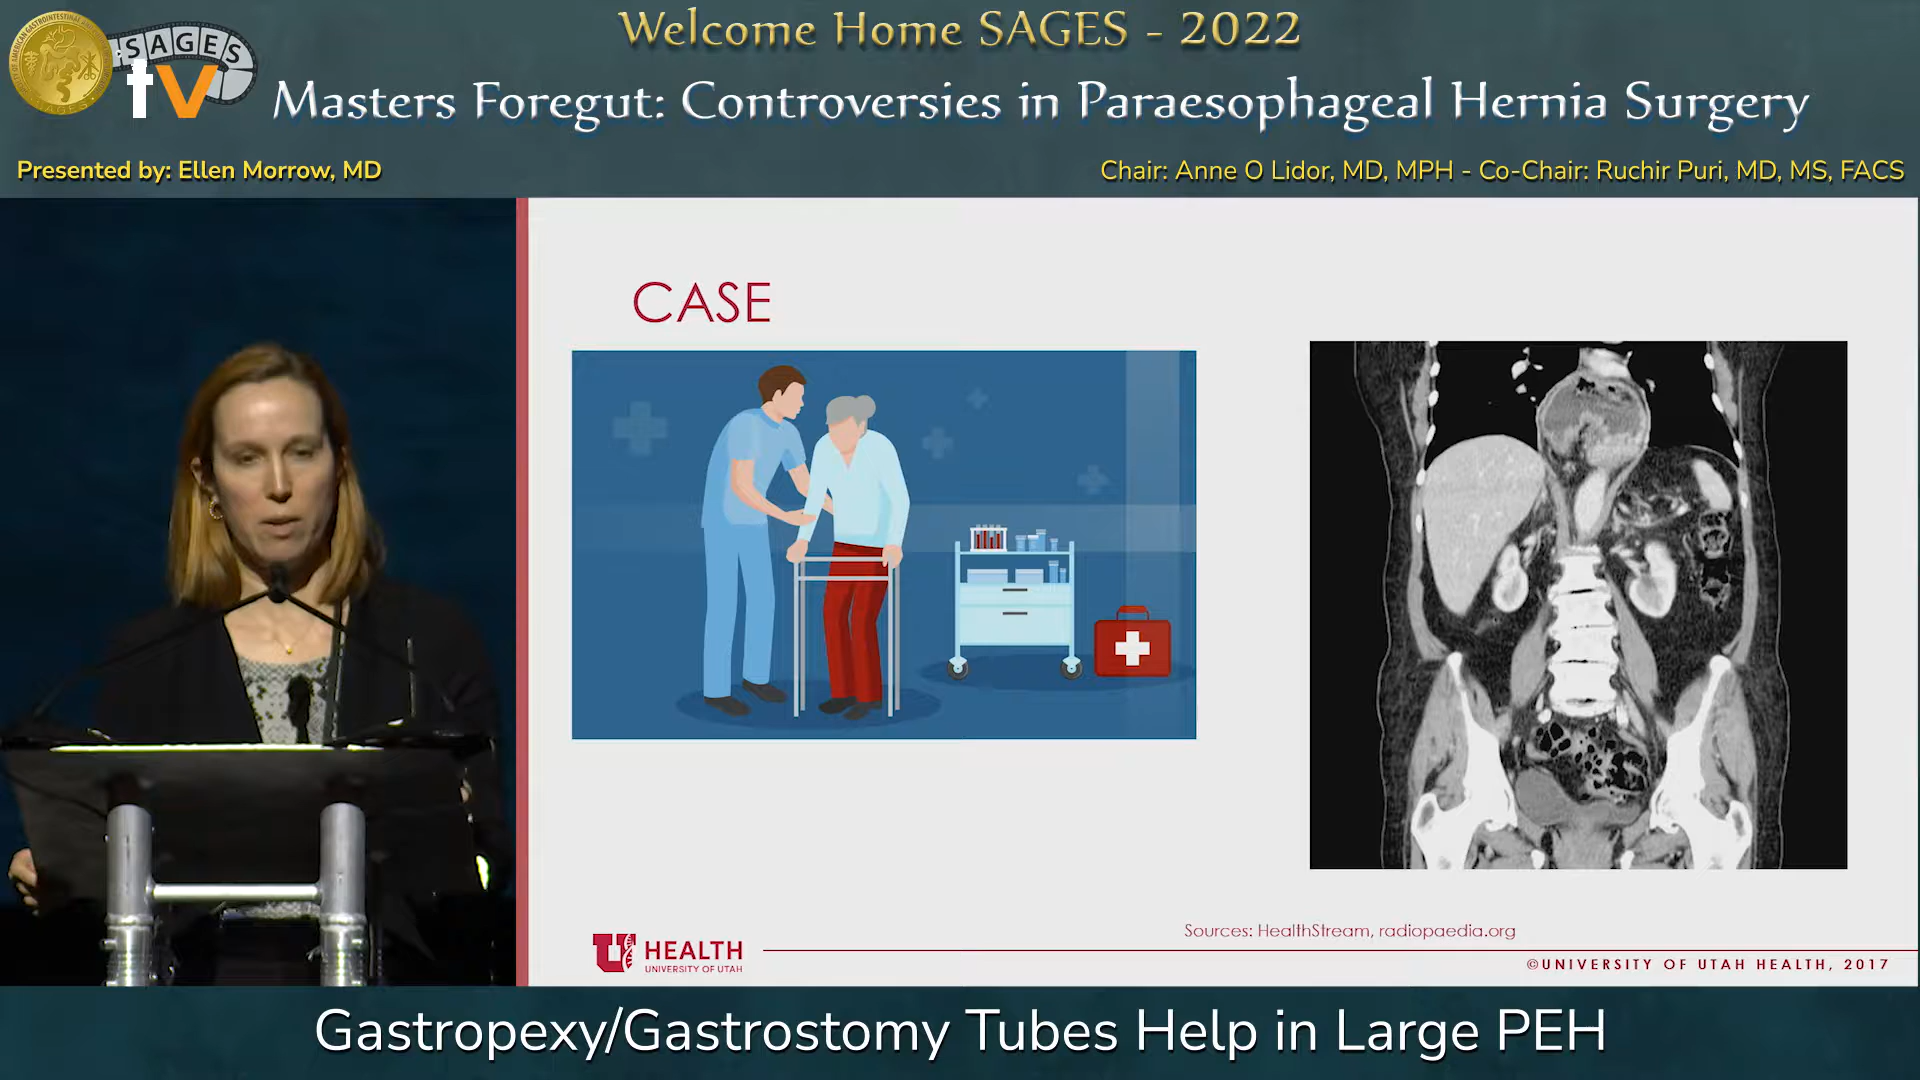 Welcome Home SAGES - 2022
SAGES
tv
Masters Foregut: Controversies in Paraesophageal Hernia Surgery
Presented by: Ellen Morrow, MD
Chair: Anne O Lidor, MD, MPH - Co-Chair: Ruchir Puri, MD, MS, FACS
CASE
Sources: HealthStream, radiopaedia.org
U HEALTH
UNIVERSITY OF UTAH
©UNIVERSITY OF UTAH HEALTH, 2017
Gastropexy/Gastrostomy Tubes Help in Large PEH